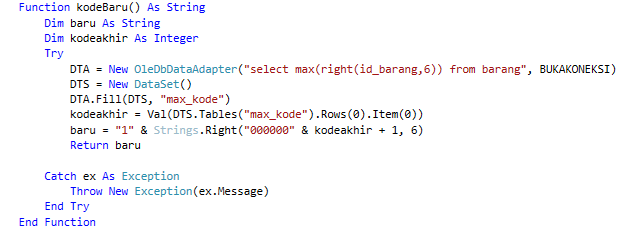 Function kodeBaru() As String
Dim baru As String
Dim kodeakhir As Integer
Try
DTA = New OleDbDataAdapter("select max(right(id_barang,6)) from barang", BUKAKONEKSI)
DTS = New DataSet()
DTA.Fill(DTS, "max_kode")
kodeakhir = Val(DTS.Tables("max_kode").Rows(0).Item(0))
baru = "1" & Strings.Right("000000" & kodeakhir + 1, 6)
Return baru
Catch ex As Exception
Throw New Exception(ex.Message)
End Try
End Function